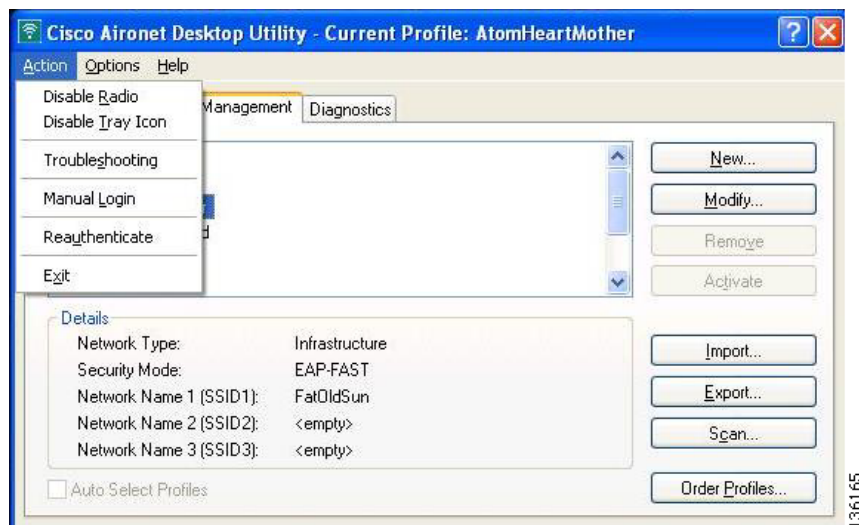 Cisco Aironet Desktop Utility - Current Profile: AtomHeartMother
Action Options Help
Disable Radio
Disable Tray Icon
Troubleshooting
Manual Login
Reauthenticate
Exit
Management
Diagnostics
New...
Modify...
Remove
Activate
Details
Network Type: Infrastructure
Security Mode: EAP-FAST
Network Name 1 (SSID1): FatOldSun
Network Name 2 (SSID2): <empty>
Network Name 3 (SSID3): <empty>
Import...
Export...
Scan...
Auto Select Profiles
Order Profiles...